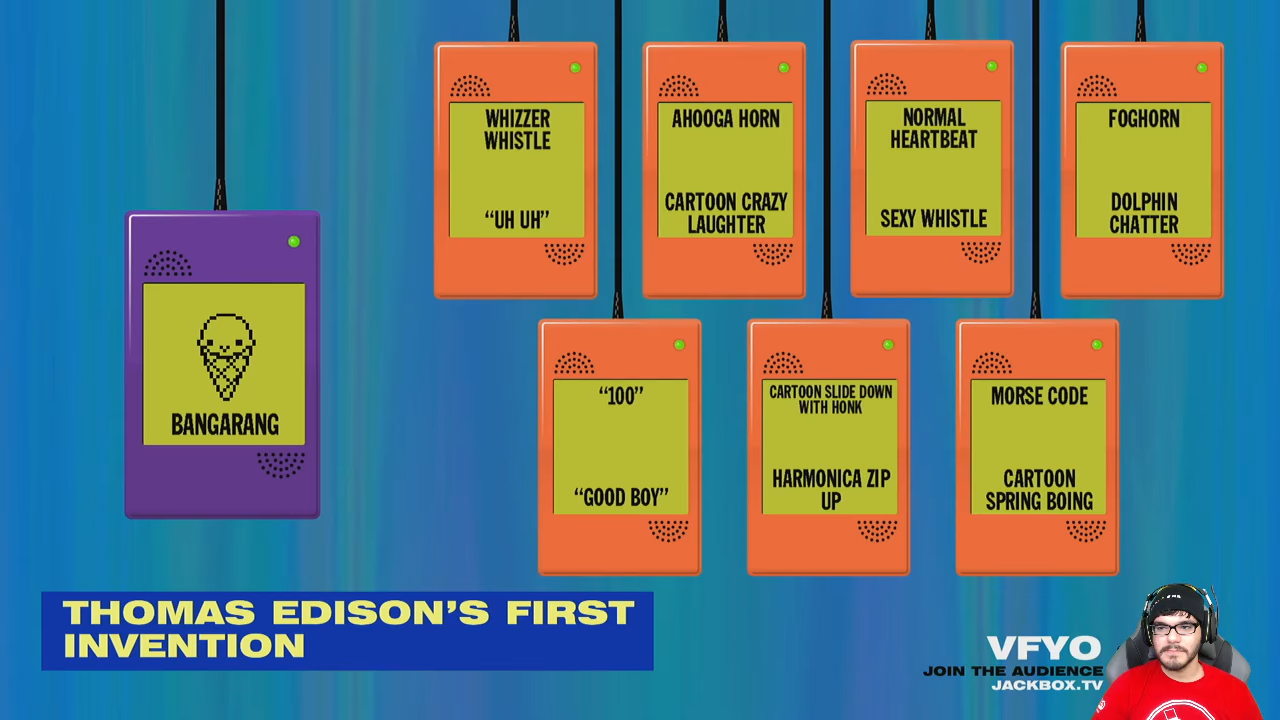 BANGARANG
WHIZZER
WHISTLE
“UH UH”
AHOOGA HORN
CARTOON CRAZY
LAUGHTER
NORMAL
HEARTBEAT
SEXY WHISTLE
FOGHORN
DOLPHIN
CHATTER
“100”
“GOOD BOY”
CARTOON SLIDE DOWN
WITH HONK
HARMONICA ZIP
UP
MORSE CODE
CARTOON
SPRING BOING
THOMAS EDISON’S FIRST
INVENTION
VFYO
JOIN THE AUDIENCE
JACKBOX.TV